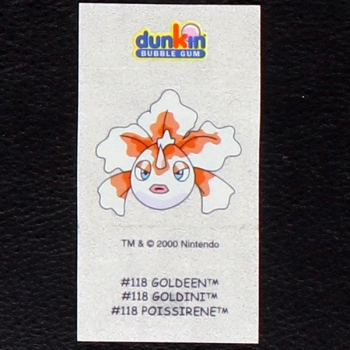 dunkin
BUBBLE GUM
TM & © 2000 Nintendo
#118 GOLDEEN™
#118 GOLDINI™
#118 POISSIRENE™